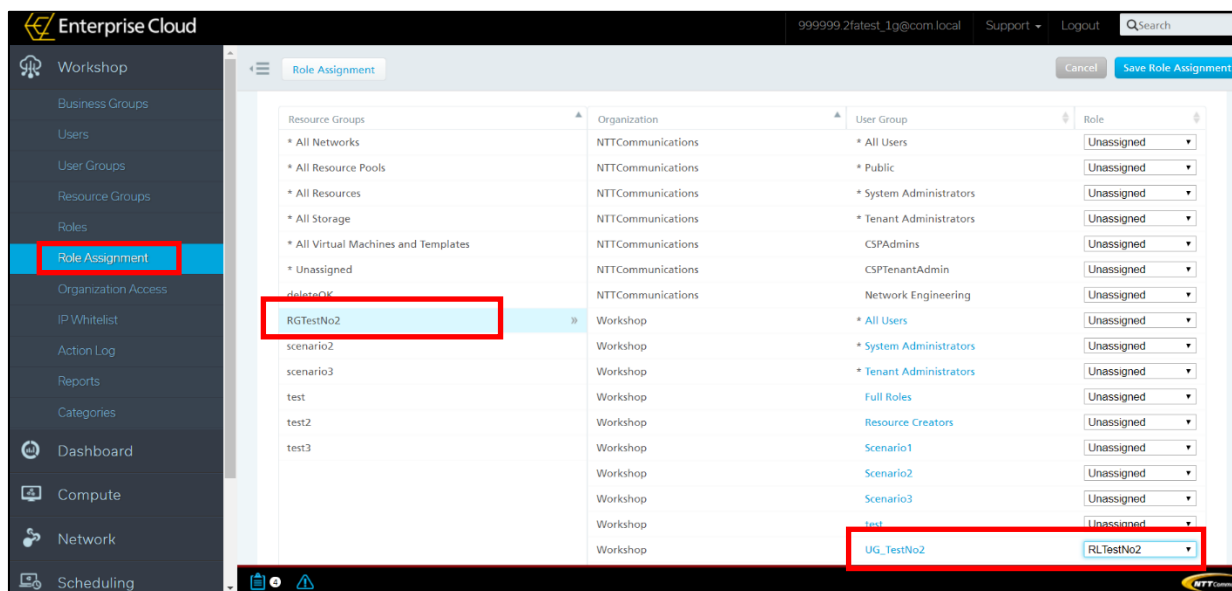 Enterprise Cloud
999999.2fatest_1g@com.local Support Logout Search
Workshop
Business Groups
Users
User Groups
Resource Groups
Roles
Role Assignment
Organization Access
IP Whitelist
Action Log
Reports
Categories
Dashboard
Compute
Network
Scheduling
Role Assignment Cancel Save Role Assignment
Resource Groups Organization User Group Role
* All Networks NTTCommunications * All Users Unassigned
* All Resource Pools NTTCommunications * Public Unassigned
* All Resources NTTCommunications * System Administrators Unassigned
* All Storage NTTCommunications * Tenant Administrators Unassigned
* All Virtual Machines and Templates NTTCommunications CSPAdmins Unassigned
* Unassigned NTTCommunications CSPTenantAdmin Unassigned
deleteOK NTTCommunications Network Engineering Unassigned
RGTestNo2 » Workshop * All Users Unassigned
scenario2 Workshop * System Administrators Unassigned
scenario3 Workshop * Tenant Administrators Unassigned
test Workshop Full Roles Unassigned
test2 Workshop Resource Creators Unassigned
test3 Workshop Scenario1 Unassigned
Workshop Scenario2 Unassigned
Workshop Scenario3 Unassigned
Workshop test Unassigned
Workshop UG_TestNo2 RLTestNo2
4
NTT Comm